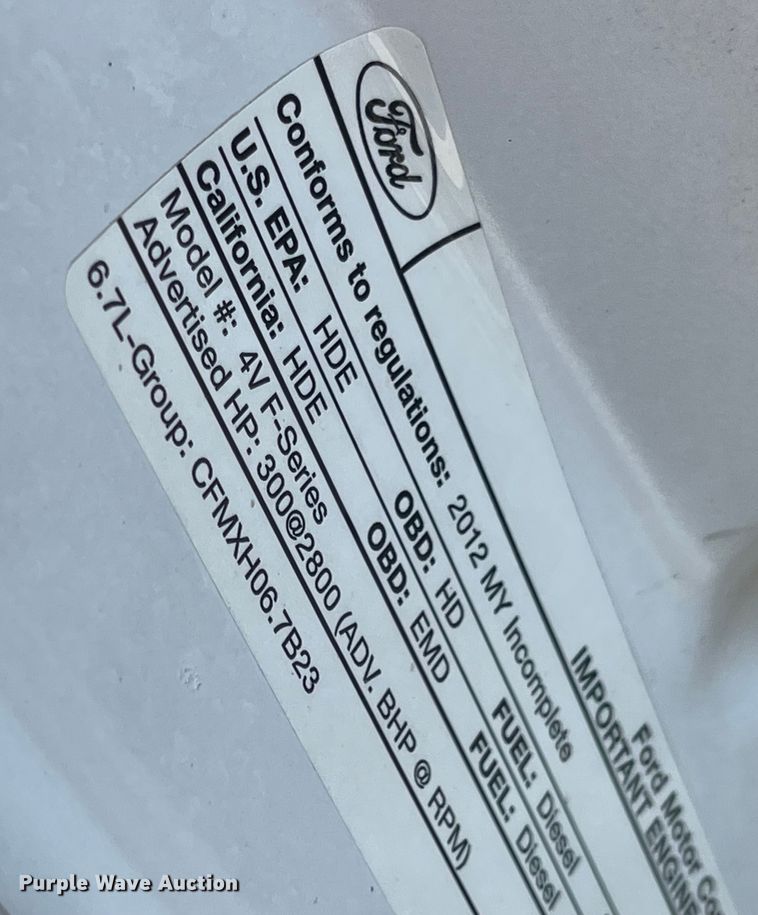 Ford
Ford Motor Co
IMPORTANT ENGINE
Conforms to regulations: 2012 MY Incomplete
U.S. EPA: HDE OBD: HD FUEL: Diesel
California: HDE OBD: EMD FUEL: Diesel
Model #: 4V F-Series
Advertised HP: 300@2800 (ADV. BHP @ RPM)
6.7L-Group: CFMXH06.7B23
Purple Wave Auction